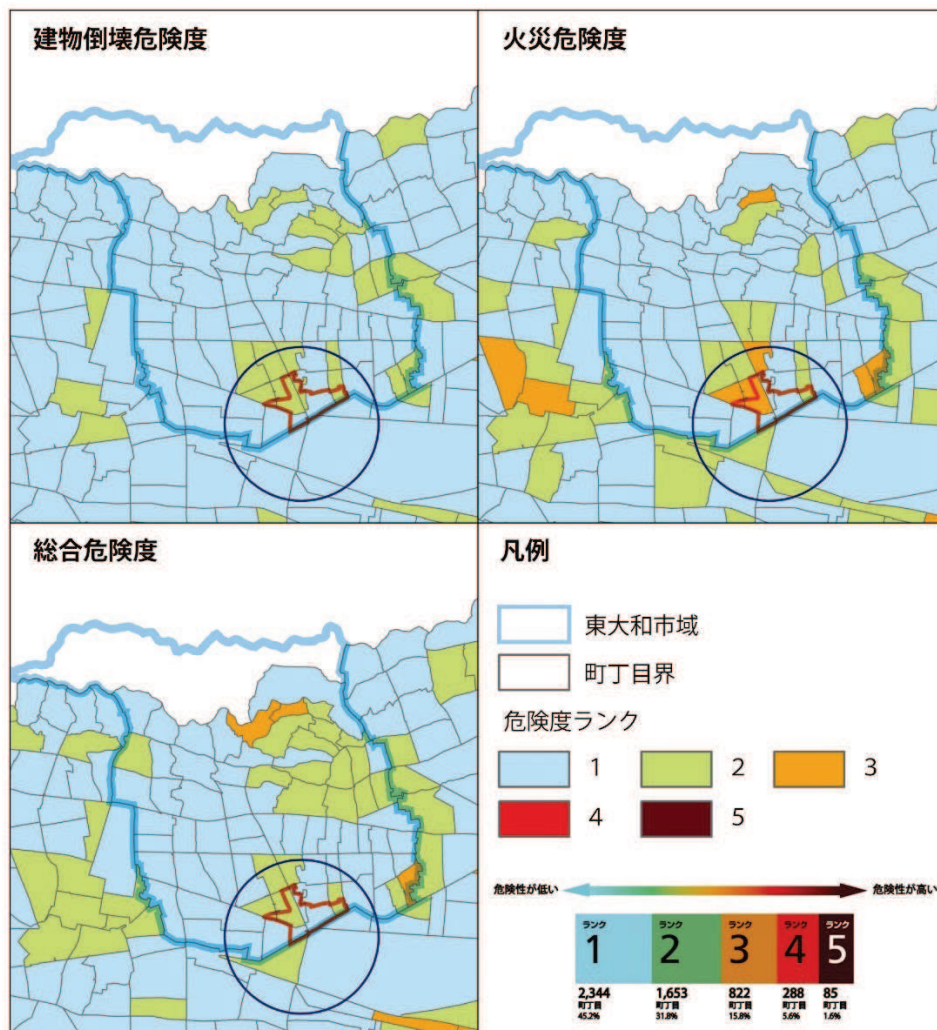 建物倒壊危険度
火災危険度
総合危険度
凡例
東大和市域
町丁目界
危険度ランク
1
2
3
4
5
危険性が低い
危険性が高い
ランク
1
ランク
2
ランク
3
ランク
4
ランク
5
2,344
町丁目
45.2%
1,653
町丁目
31.8%
822
町丁目
15.8%
288
町丁目
5.6%
85
町丁目
1.6%